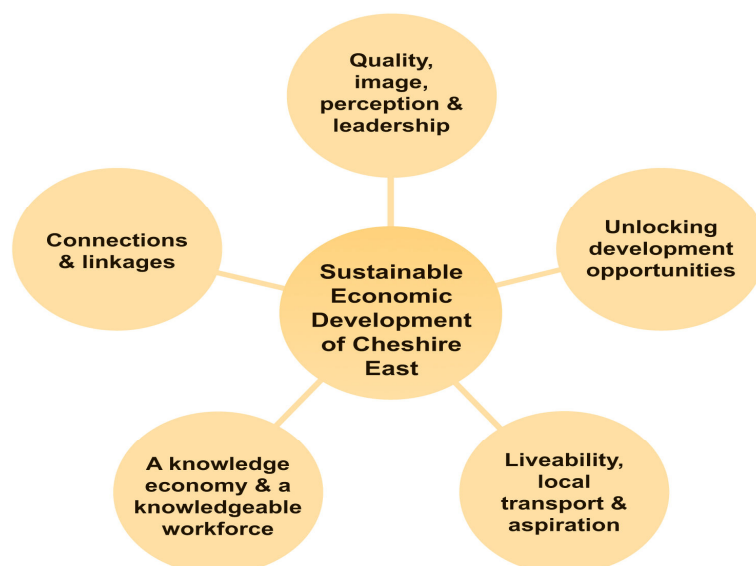 Quality,
image,
perception &
leadership
Connections
& linkages
Unlocking
development
opportunities
Sustainable
Economic
Development
of Cheshire
East
A knowledge
economy & a
knowledgeable
workforce
Liveability,
local
transport &
aspiration